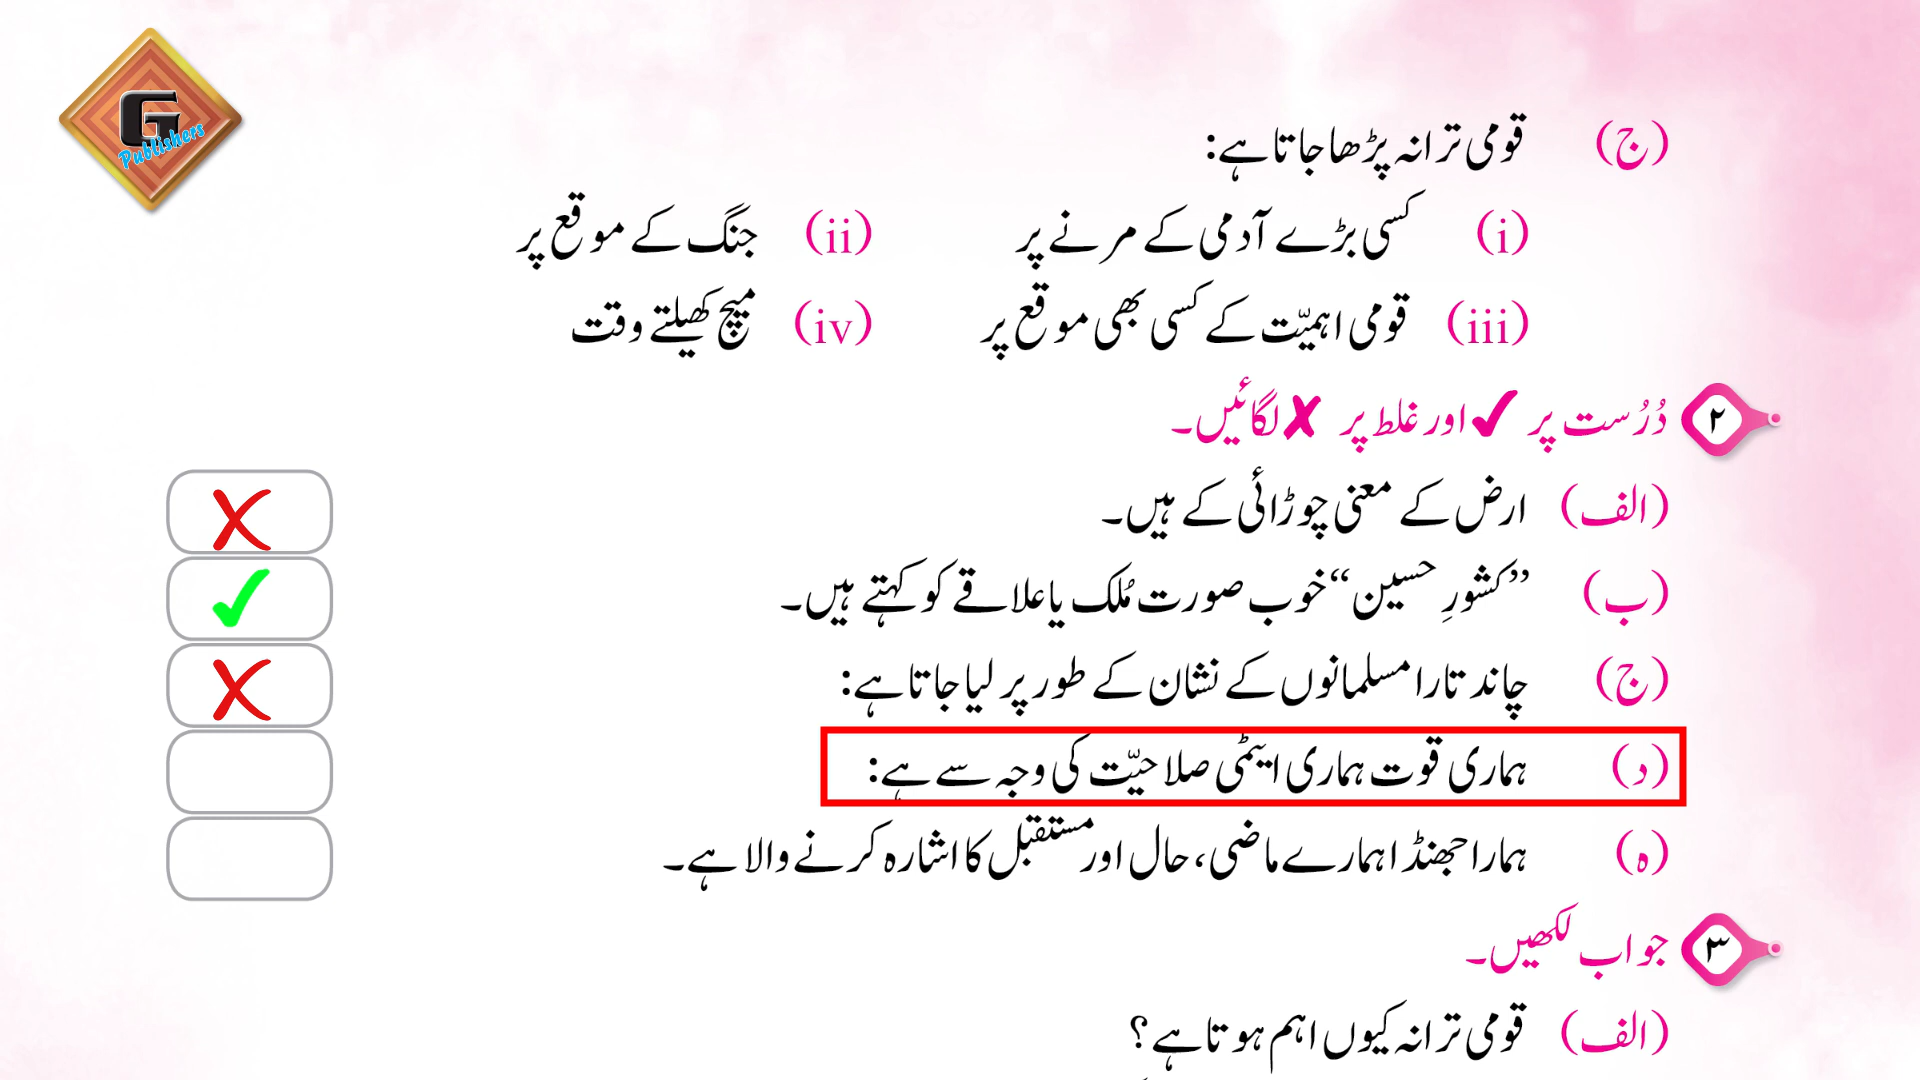 G Publishers
(ج) قومی ترانہ پڑھا جاتا ہے:
(i) کسی بڑے آدمی کے مرنے پر (ii) جنگ کے موقع پر
(iii) قومی اہمیّت کے کسی بھی موقع پر (iv) میچ کھیلتے وقت
۲ دُرُست پر ✓ اور غلط پر ✗ لگائیں۔
(الف) ارض کے معنی چوڑائی کے ہیں۔ ✗
(ب) ”کشورِ حسین“ خوب صورت مُلک یا علاقے کو کہتے ہیں۔ ✓
(ج) چاند تارا مسلمانوں کے نشان کے طور پر لیا جاتا ہے: ✗
(د) ہماری قوت ہماری ایٹمی صلاحیّت کی وجہ سے ہے:
(ہ) ہمارا جھنڈا ہمارے ماضی، حال اور مستقبل کا اشارہ کرنے والا ہے۔
۳ جواب لکھیں۔
(الف) قومی ترانہ کیوں اہم ہوتا ہے؟